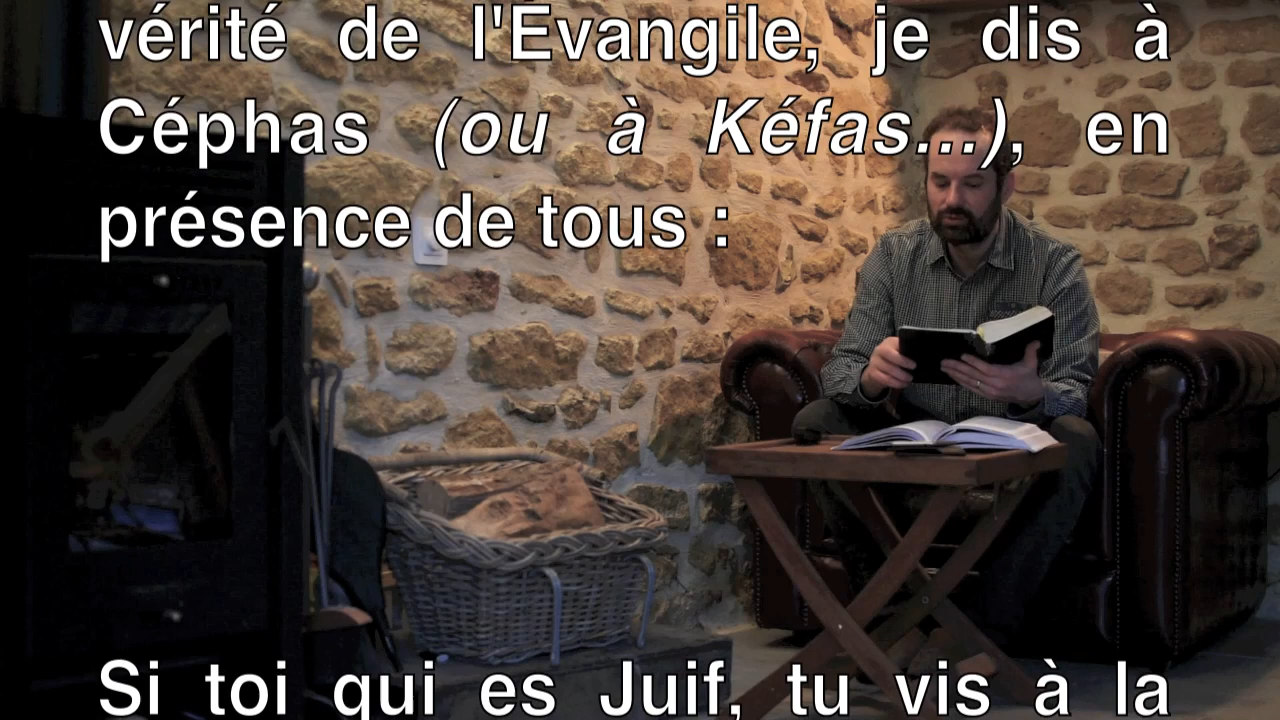 vérité de l'Evangile, je dis à
Céphas (ou à Kéfas...), en
présence de tous :
Si toi qui es Juif, tu vis à la